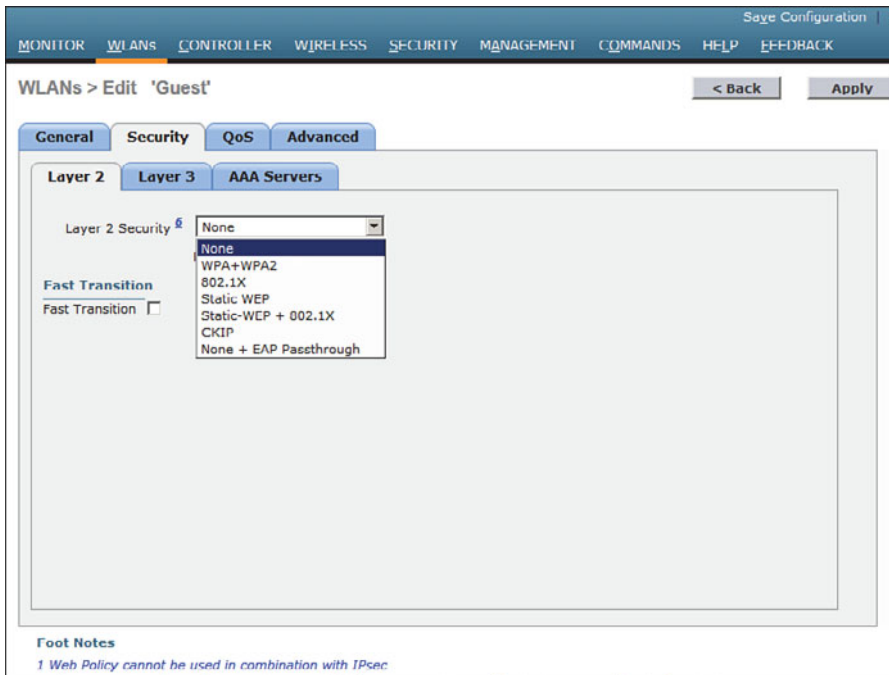 Save Configuration
MONITOR WLANs CONTROLLER WIRELESS SECURITY MANAGEMENT COMMANDS HELP FEEDBACK
WLANs > Edit 'Guest'
< Back Apply
General Security QoS Advanced
Layer 2 Layer 3 AAA Servers
Layer 2 Security 6 None
None
WPA+WPA2
802.1X
Static WEP
Static-WEP + 802.1X
CKIP
None + EAP Passthrough
Fast Transition
Fast Transition
Foot Notes
1 Web Policy cannot be used in combination with IPsec